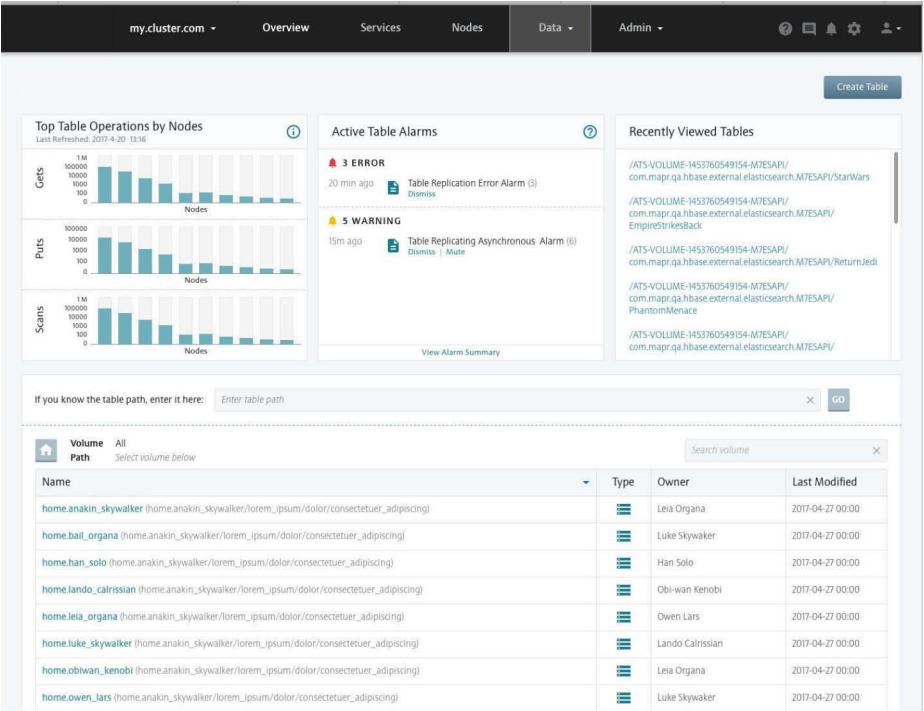 my.cluster.com Overview Services Nodes Data Admin
Create Table
Top Table Operations by Nodes
Last Refreshed: 2017-4-20 13:16
Gets
1 M
100000
10000
1000
100
0
Nodes
Puts
100000
10000
1000
100
0
Nodes
Scans
1 M
100000
10000
1000
100
0
Nodes
Active Table Alarms
3 ERROR
20 min ago Table Replication Error Alarm (3)
Dismiss
5 WARNING
15m ago Table Replicating Asynchronous Alarm (6)
Dismiss | Mute
View Alarm Summary
Recently Viewed Tables
/ATS-VOLUME-1453760549154-M7ESAPI/
com.mapr.qa.hbase.external.elasticsearch.M7ESAPI/StarWars
/ATS-VOLUME-1453760549154-M7ESAPI/
com.mapr.qa.hbase.external.elasticsearch.M7ESAPI/
EmpireStrikesBack
/ATS-VOLUME-1453760549154-M7ESAPI/
com.mapr.qa.hbase.external.elasticsearch.M7ESAPI/ReturnJedi
/ATS-VOLUME-1453760549154-M7ESAPI/
com.mapr.qa.hbase.external.elasticsearch.M7ESAPI/
PhantomMenace
/ATS-VOLUME-1453760549154-M7ESAPI/
com.mapr.qa.hbase.external.elasticsearch.M7ESAPI/
If you know the table path, enter it here: Enter table path GO
Volume All
Path Select volume below
Search volume
Name Type Owner Last Modified
home.anakin_skywalker (home.anakin_skywalker/lorem_ipsum/dolor/consectetuer_adipiscing) Leia Organa 2017-04-27 00:00
home.bail_organa (home.anakin_skywalker/lorem_ipsum/dolor/consectetuer_adipiscing) Luke Skywaker 2017-04-27 00:00
home.han_solo (home.anakin_skywalker/lorem_ipsum/dolor/consectetuer_adipiscing) Han Solo 2017-04-27 00:00
home.lando_calrissian (home.anakin_skywalker/lorem_ipsum/dolor/consectetuer_adipiscing) Obi-wan Kenobi 2017-04-27 00:00
home.leia_organa (home.anakin_skywalker/lorem_ipsum/dolor/consectetuer_adipiscing) Owen Lars 2017-04-27 00:00
home.luke_skywalker (home.anakin_skywalker/lorem_ipsum/dolor/consectetuer_adipiscing) Lando Calrissian 2017-04-27 00:00
home.obiwan_kenobi (home.anakin_skywalker/lorem_ipsum/dolor/consectetuer_adipiscing) Leia Organa 2017-04-27 00:00
home.owen_lars (home.anakin_skywalker/lorem_ipsum/dolor/consectetuer_adipiscing) Luke Skywaker 2017-04-27 00:00